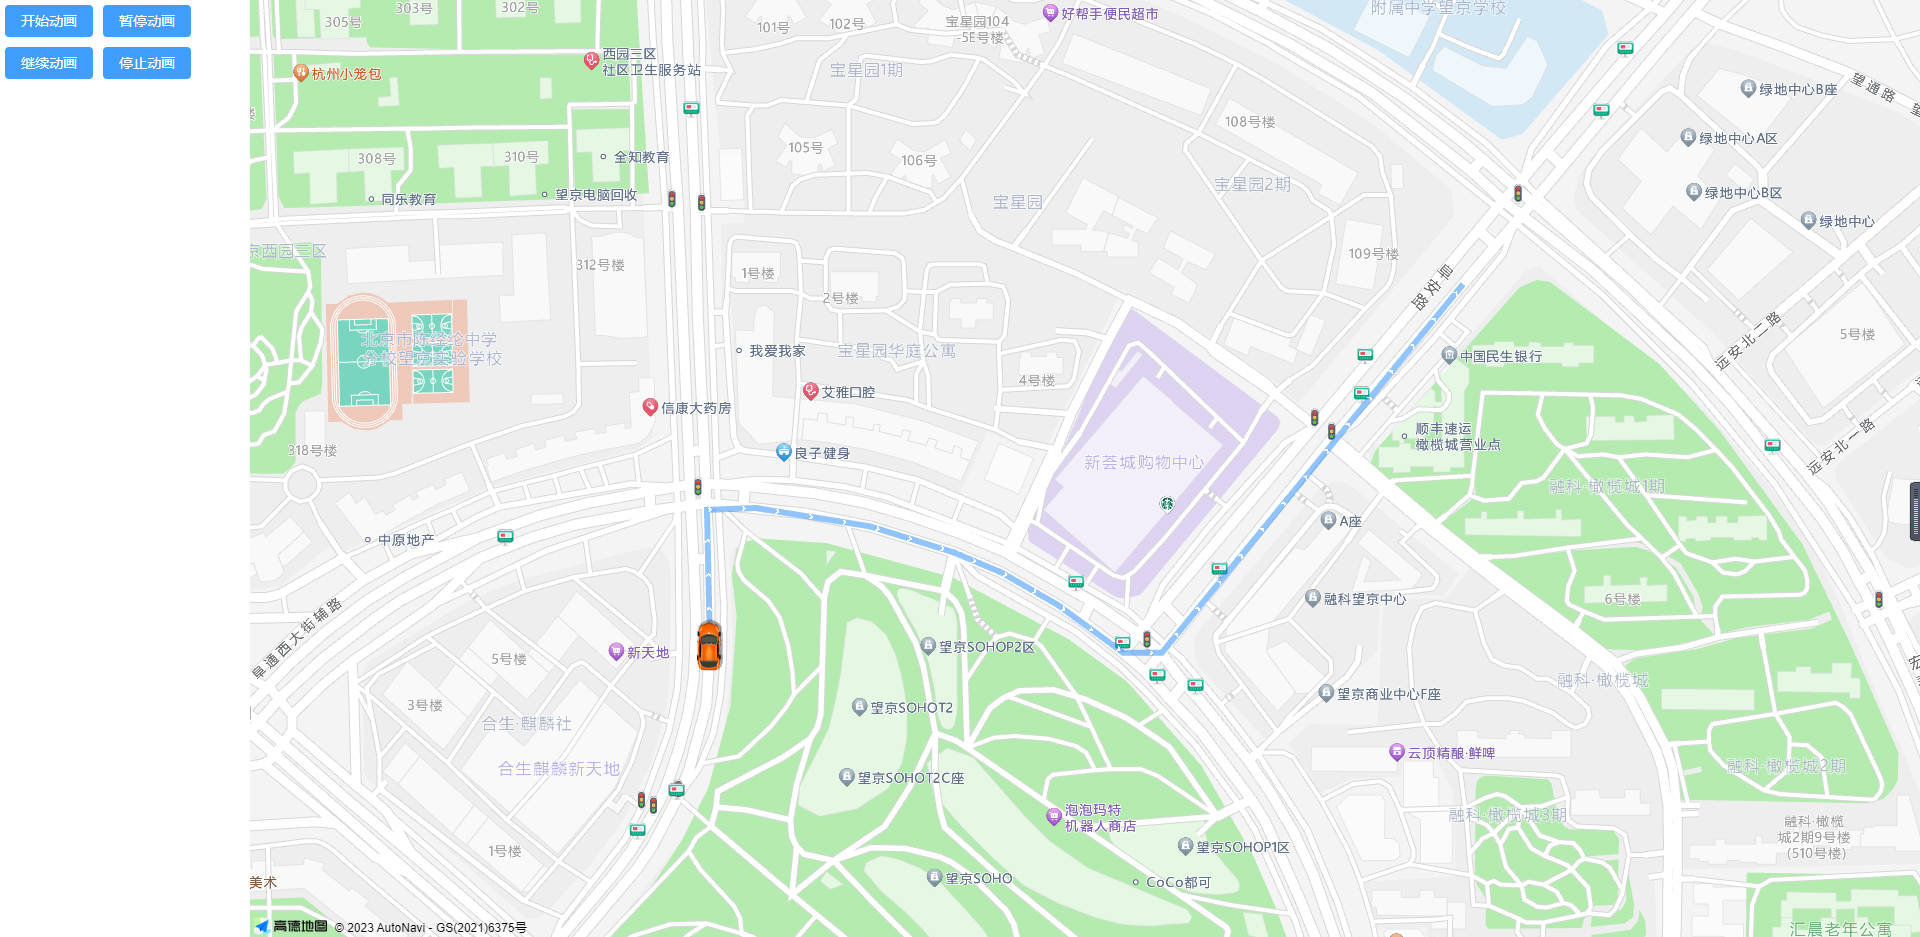 开始动画
暂停动画
继续动画
停止动画
305号
303号
302号
101号
102号
宝星园104
-5E号楼
好帮手便民超市
附属中学望京学校
西园三区
社区卫生服务站
杭州小笼包
宝星园1期
绿地中心B座
望通路
绿地中心A区
308号
310号
全知教育
105号
106号
108号楼
同乐教育
望京电脑回收
宝星园
宝星园2期
绿地中心B区
绿地中心
京西园三区
312号楼
1号楼
2号楼
109号楼
阜安路
北京市陈经纶中学
分校望京实验学校
我爱我家
宝星园华庭公寓
4号楼
中国民生银行
远安北二路
5号楼
信康大药房
艾雅口腔
顺丰速运
橄榄城营业点
318号楼
良子健身
新荟城购物中心
融科·橄榄城1期
远安北一路
中原地产
A座
阜通西大街辅路
融科望京中心
6号楼
新天地
5号楼
望京SOHOP2区
融科·橄榄城
3号楼
望京SOHOT2
望京商业中心F座
合生·麒麟社
合生麒麟新天地
望京SOHOT2C座
云顶精酿·鲜啤
融科·橄榄城2期
泡泡玛特
机器人商店
融科·橄榄城3期
融科·橄榄
城2期9号楼
(510号楼)
1号楼
望京SOHOP1区
美术
望京SOHO
CoCo都可
高德地图
© 2023 AutoNavi - GS(2021)6375号
汇晨老年公寓